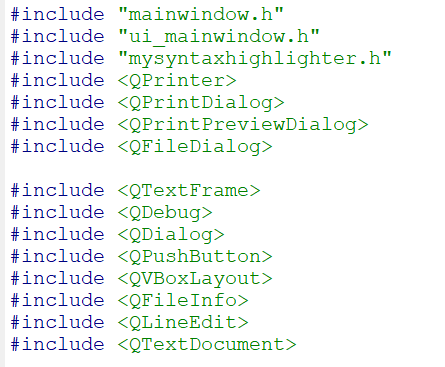 #include "mainwindow.h"
#include "ui_mainwindow.h"
#include "mysyntaxhighlighter.h"
#include <QPrinter>
#include <QPrintDialog>
#include <QPrintPreviewDialog>
#include <QFileDialog>
#include <QTextFrame>
#include <QDebug>
#include <QDialog>
#include <QPushButton>
#include <QVBoxLayout>
#include <QFileInfo>
#include <QLineEdit>
#include <QTextDocument>